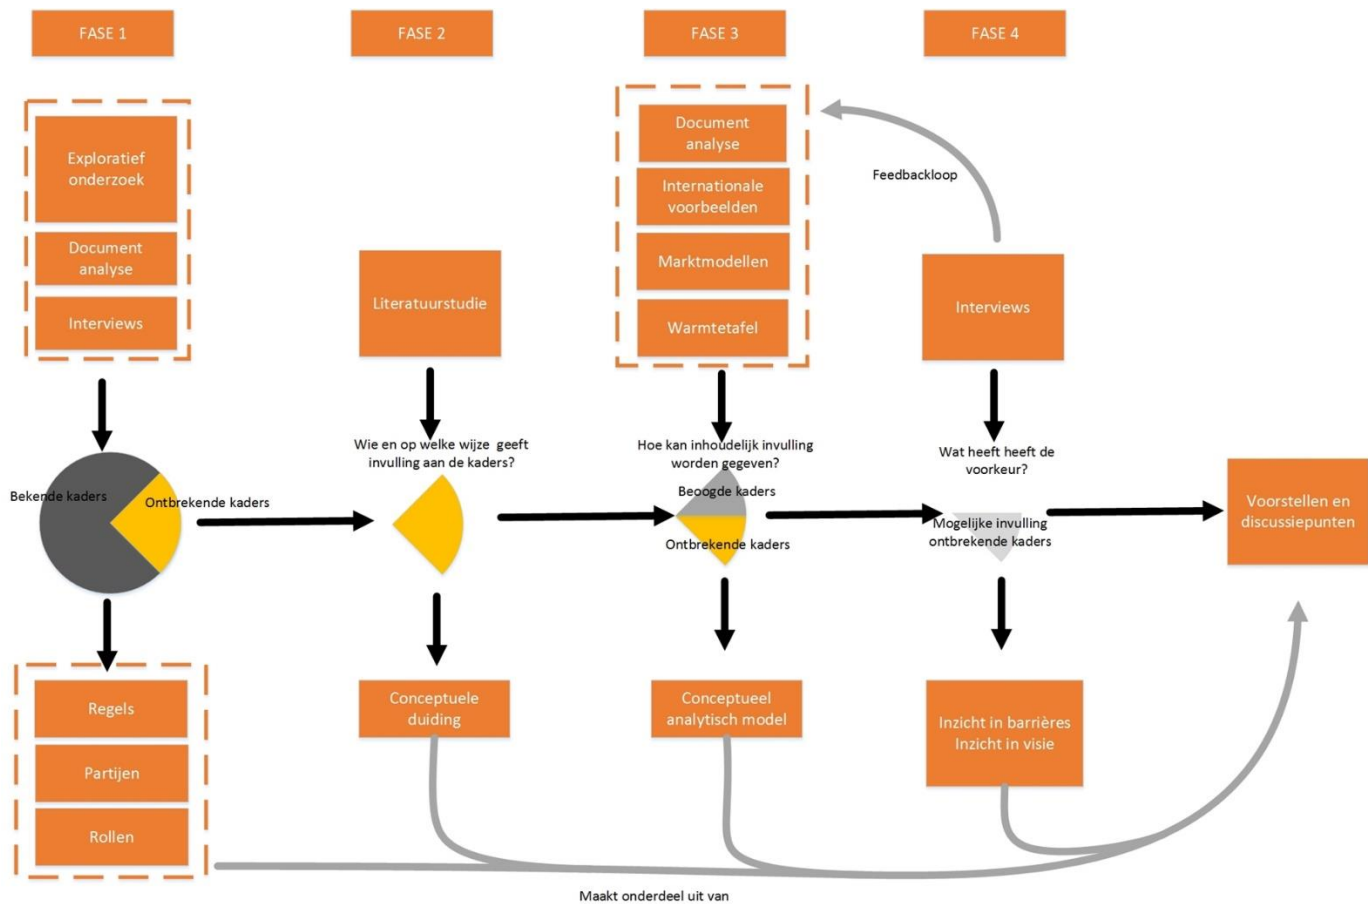 FASE 1
FASE 2
FASE 3
FASE 4
Exploratief
onderzoek
Document
analyse
Interviews
Literatuurstudie
Document
analyse
Internationale
voorbeelden
Marktmodellen
Warmtetafel
Feedbackloop
Interviews
Bekende kaders
Ontbrekende kaders
Wie en op welke wijze geeft
invulling aan de kaders?
Hoe kan inhoudelijk invulling
worden gegeven?
Beoogde kaders
Ontbrekende kaders
Wat heeft heeft de
voorkeur?
Mogelijke invulling
ontbrekende kaders
Voorstellen en
discussiepunten
Regels
Partijen
Rollen
Conceptuele
duiding
Conceptueel
analytisch model
Inzicht in barrières
Inzicht in visie
Maakt onderdeel uit van